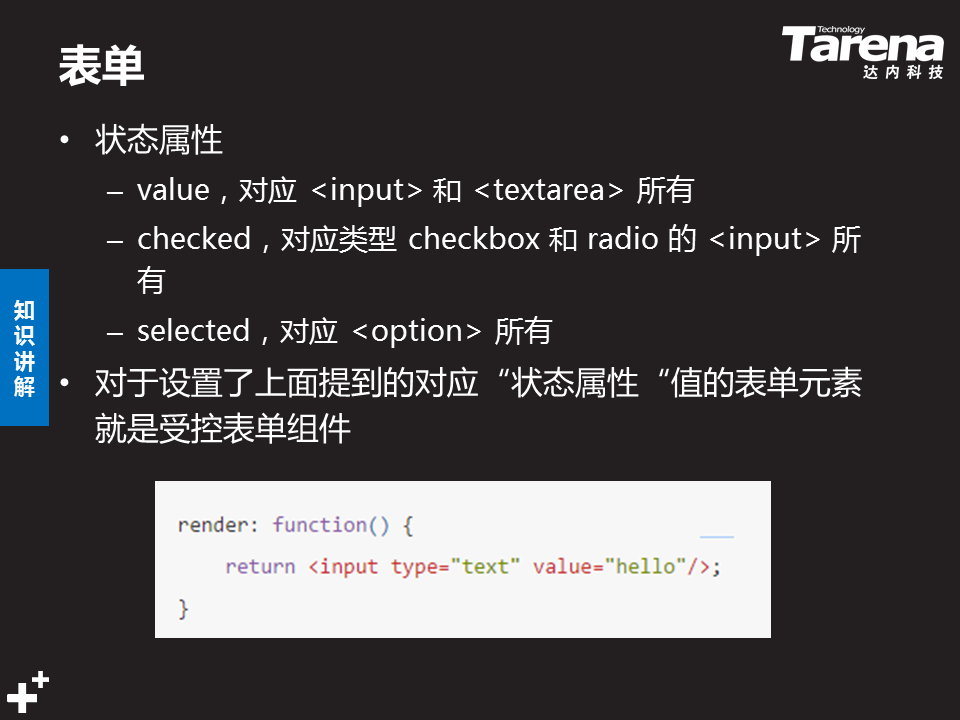 表单
Technology
Tarena
达内科技
• 状态属性
– value，对应 <input> 和 <textarea> 所有
– checked，对应类型 checkbox 和 radio 的 <input> 所
有
– selected，对应 <option> 所有
知识讲解
• 对于设置了上面提到的对应“状态属性“值的表单元素
就是受控表单组件
render: function() {
return <input type="text" value="hello"/>;
}